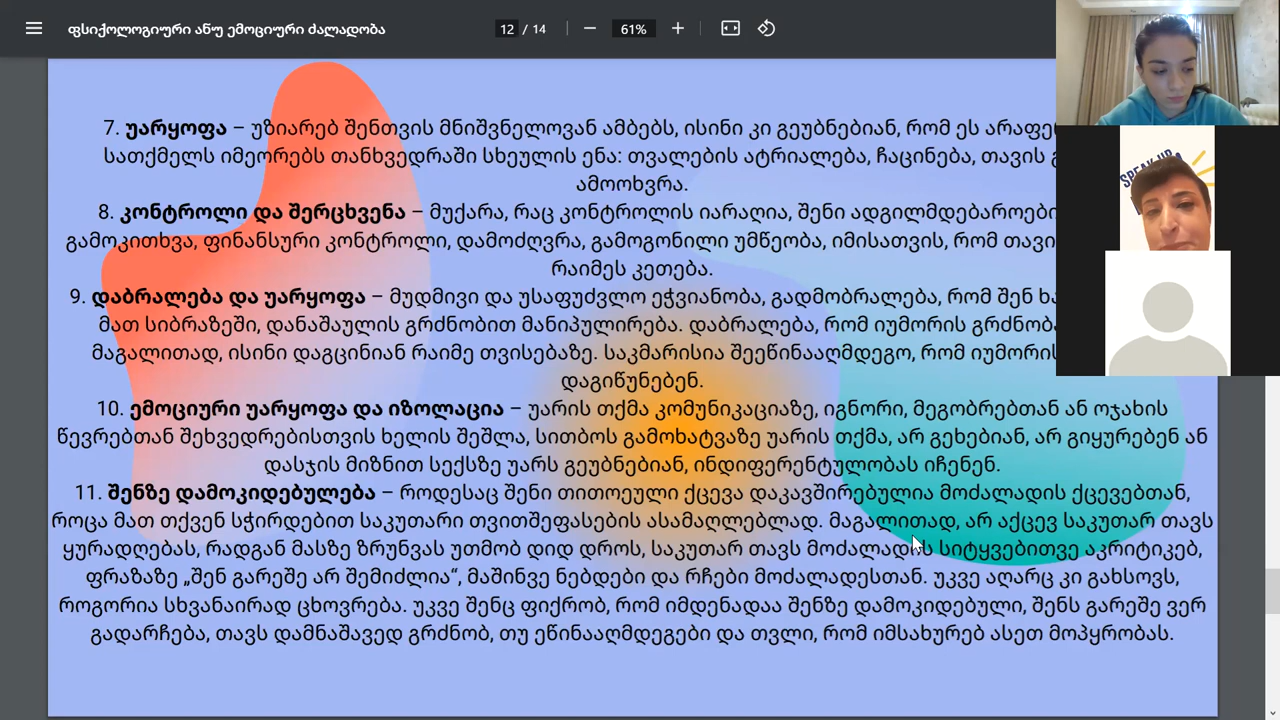 ფსიქოლოგიური ანუ ემოციური ძალადობა
12 / 14
61%
7. უარყოფა – უზიარებ შენთვის მნიშვნელოვან ამბებს, ისინი კი გეუბნებიან, რომ ეს
სათქმელს იმეორებს თანხვედრაში სხეულის ენა: თვალების ატრიალება, ჩაცინება, თავის
ამოოხვრა.
8. კონტროლი და შერცხვენა – მუქარა, რაც კონტროლის იარაღია, შენი
გამოკითხვა, ფინანსური კონტროლი, დამოძღვრა, გამოგონილი უმწეობა, იმისათვის, რომ
რაიმეს კეთება.
9. დაბრალება და უარყოფა – მუდმივი და უსაფუძვლო ეჭვიანობა, გადმობრალება, რომ შენ
მათ სიბრაზეში, დანაშაულის გრძნობით მანიპულირება. დაბრალება, რომ იუმორის
მაგალითად, ისინი დაგცინიან რაიმე თვისებაზე. საკმარისია შეეწინააღმდეგო, რომ
დაგიწუნებენ.
10. ემოციური უარყოფა და იზოლაცია – უარის თქმა კომუნიკაციაზე, იგნორი, მეგობრებთან ან ოჯახის
წევრებთან შეხვედრებისთვის ხელის შეშლა, სითბოს გამოხატვაზე უარის თქმა, არ გეხებიან, არ გიყურებენ ან
დასჯის მიზნით სექსზე უარს გეუბნებიან, ინდიფერენტულობას იჩენენ.
11. შენზე დამოკიდებულება – როდესაც შენი თითოეული ქცევა დაკავშირებულია მოძალადის ქცევებთან,
როცა მათ თქვენ სჭირდებით საკუთარი თვითშეფასების ასამაღლებლად. მაგალითად, არ აქცევ საკუთარ თავს
ყურადღებას, რადგან მასზე ზრუნვას უთმობ დიდ დროს, საკუთარ თავს მოძალადის სიტყვებითვე აკრიტიკებ,
ფრაზაზე „შენ გარეშე არ შემიძლია“, მაშინვე ნებდები და რჩები მოძალადესთან. უკვე აღარც კი გახსოვს,
როგორია სხვანაირად ცხოვრება. უკვე შენც ფიქრობ, რომ იმდენადაა შენზე დამოკიდებული, შენს გარეშე ვერ
გადარჩება, თავს დამნაშავედ გრძნობ, თუ ეწინააღმდეგები და თვლი, რომ იმსახურებ ასეთ მოპყრობას.